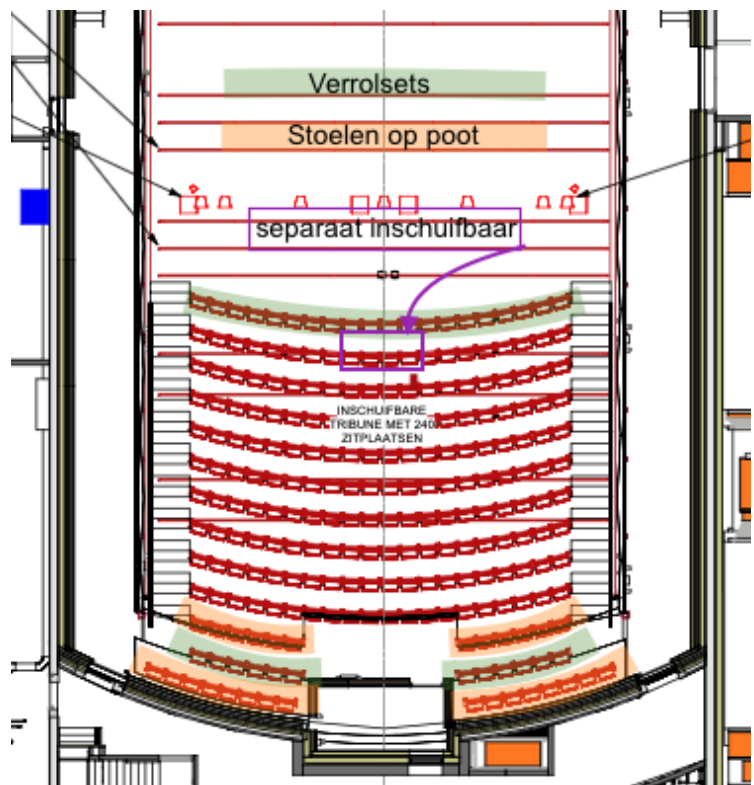 Verrolsets
Stoelen op poot
separaat inschuifbaar
INSCHUIFBARE
TRIBUNE MET 240
ZITPLAATSEN